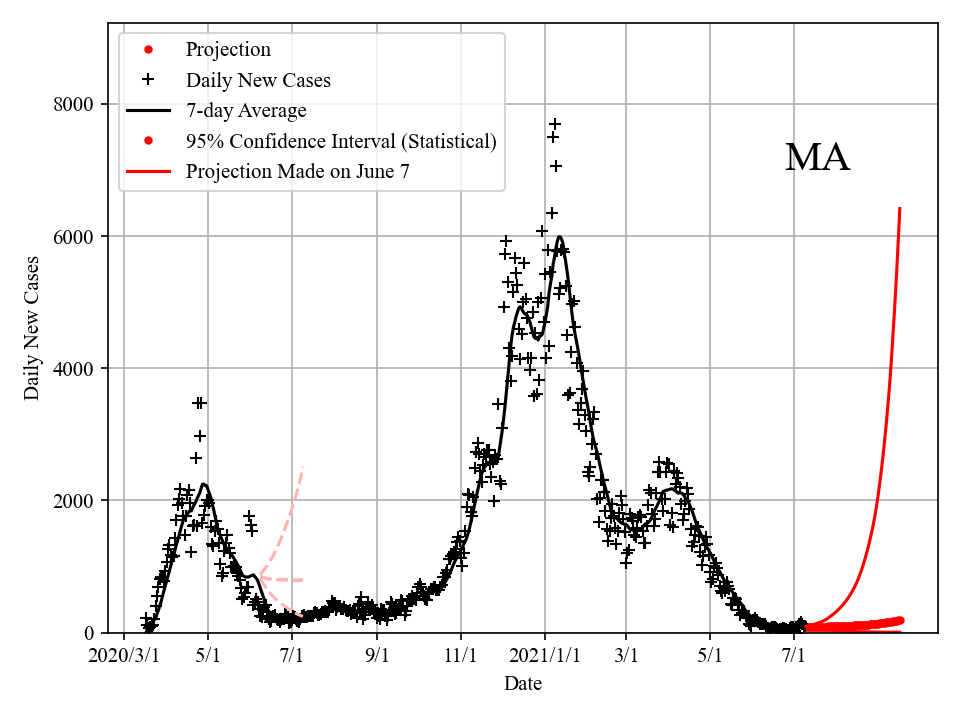 Projection
Daily New Cases
7-day Average
95% Confidence Interval (Statistical)
Projection Made on June 7
MA
8000
6000
4000
2000
0
Daily New Cases
2020/3/1 5/1 7/1 9/1 11/1 2021/1/1 3/1 5/1 7/1
Date